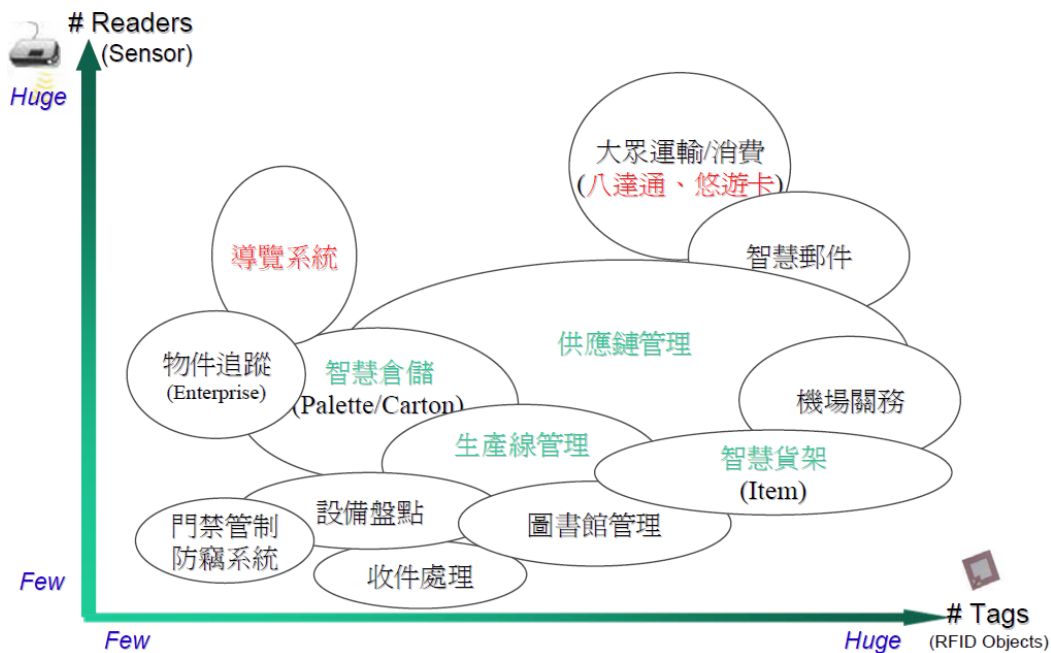 # Readers
(Sensor)
Huge
大眾運輸/消費
(八達通、悠遊卡)
導覽系統
智慧郵件
供應鏈管理
物件追蹤
(Enterprise)
智慧倉儲
(Palette/Carton)
機場關務
生產線管理
智慧貨架
(Item)
設備盤點
圖書館管理
門禁管制
防竊系統
收件處理
Few
# Tags
(RFID Objects)
Few
Huge